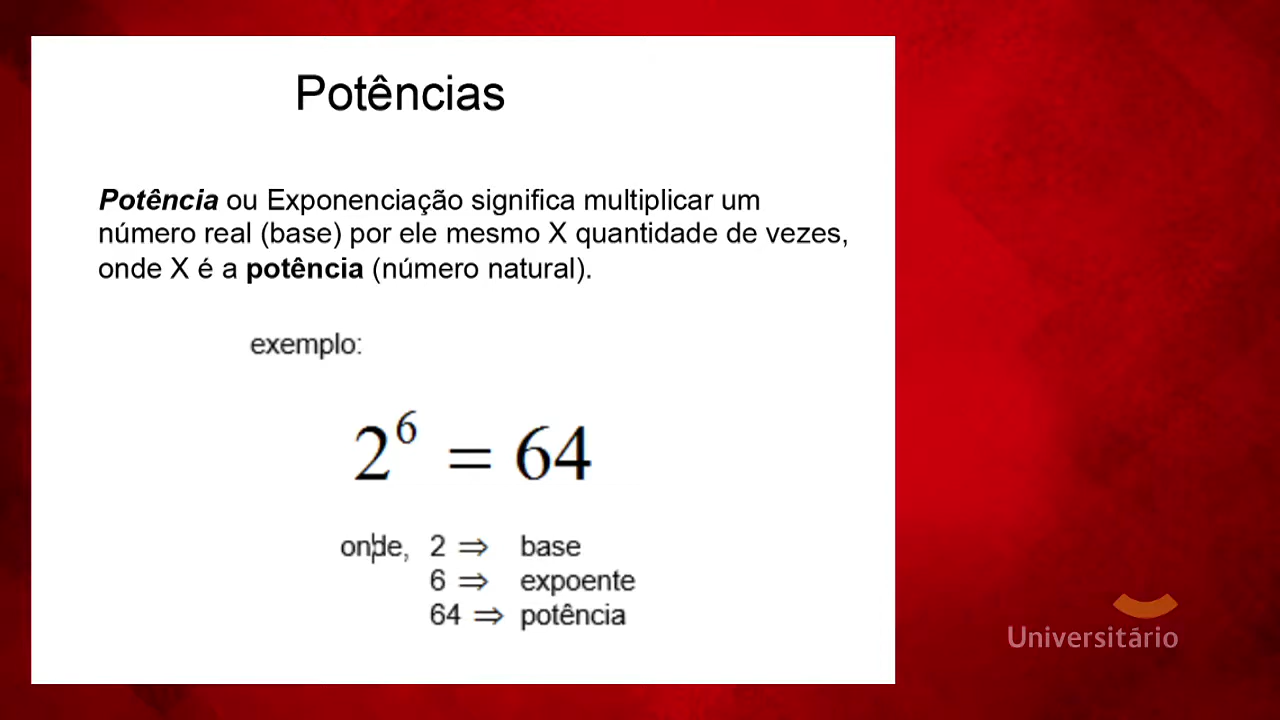 Potências
Potência ou Exponenciação significa multiplicar um
número real (base) por ele mesmo X quantidade de vezes,
onde X é a potência (número natural).
exemplo:
2⁶ = 64
onde, 2 ⇒ base
6 ⇒ expoente
64 ⇒ potência
Universitário